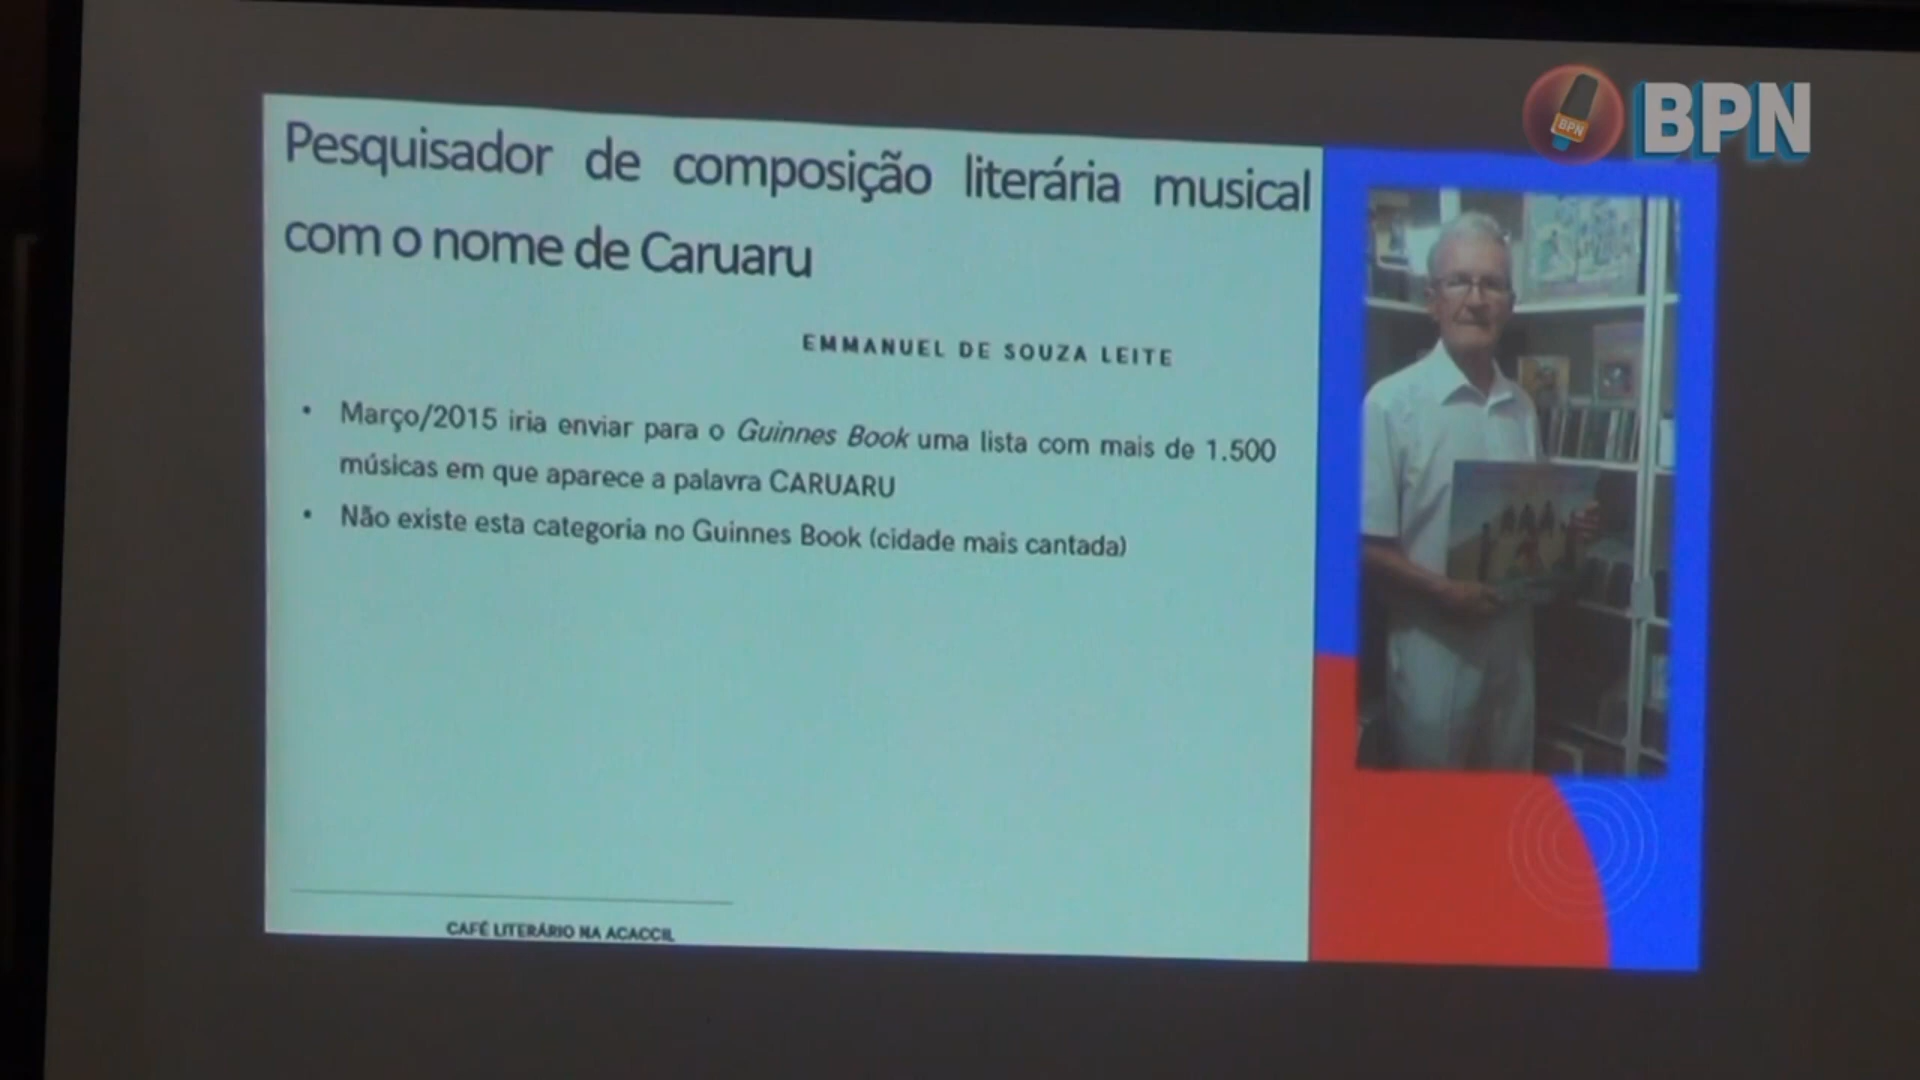 BPN
BPN
Pesquisador de composição literária musical
com o nome de Caruaru
EMMANUEL DE SOUZA LEITE
• Março/2015 iria enviar para o Guinnes Book uma lista com mais de 1.500
músicas em que aparece a palavra CARUARU
• Não existe esta categoria no Guinnes Book (cidade mais cantada)
CAFÉ LITERÁRIO NA ACACCIL